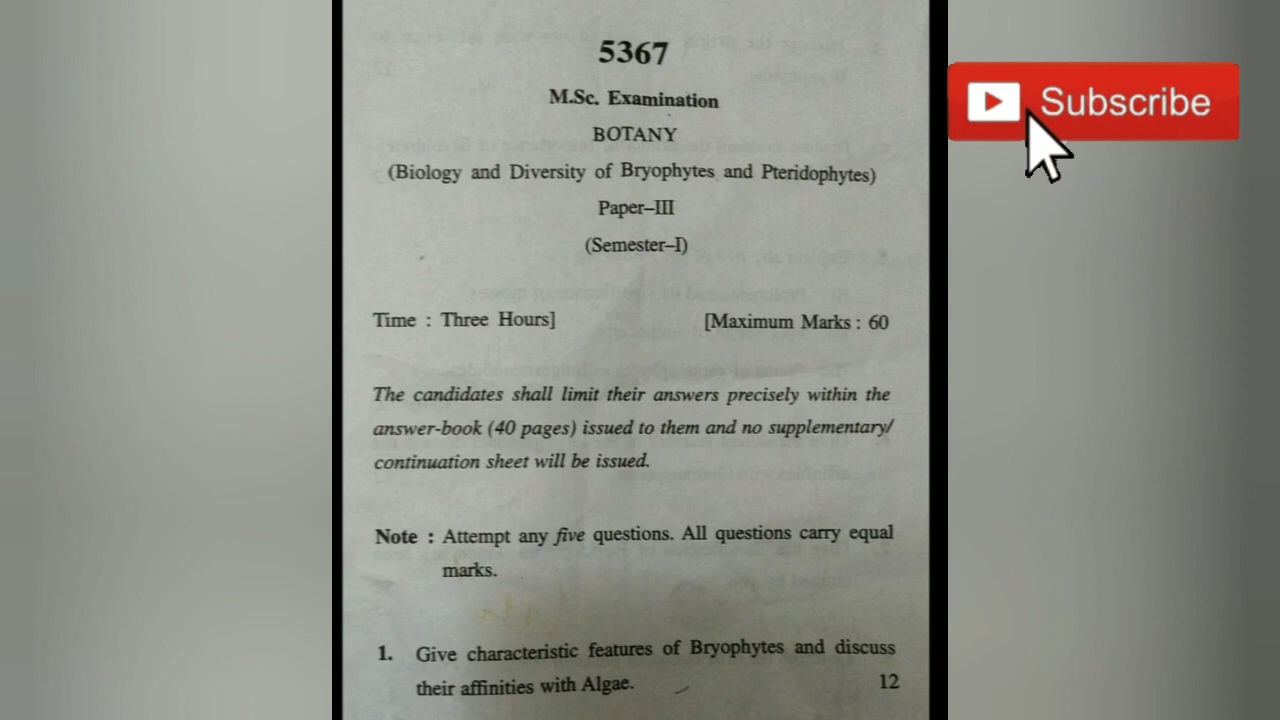 5367
M.Sc. Examination
BOTANY
(Biology and Diversity of Bryophytes and Pteridophytes)
Paper–III
(Semester–I)
Time : Three Hours]
[Maximum Marks : 60
The candidates shall limit their answers precisely within the
answer-book (40 pages) issued to them and no supplementary/
continuation sheet will be issued.
Note : Attempt any five questions. All questions carry equal
marks.
1. Give characteristic features of Bryophytes and discuss
their affinities with Algae.
12
Subscribe